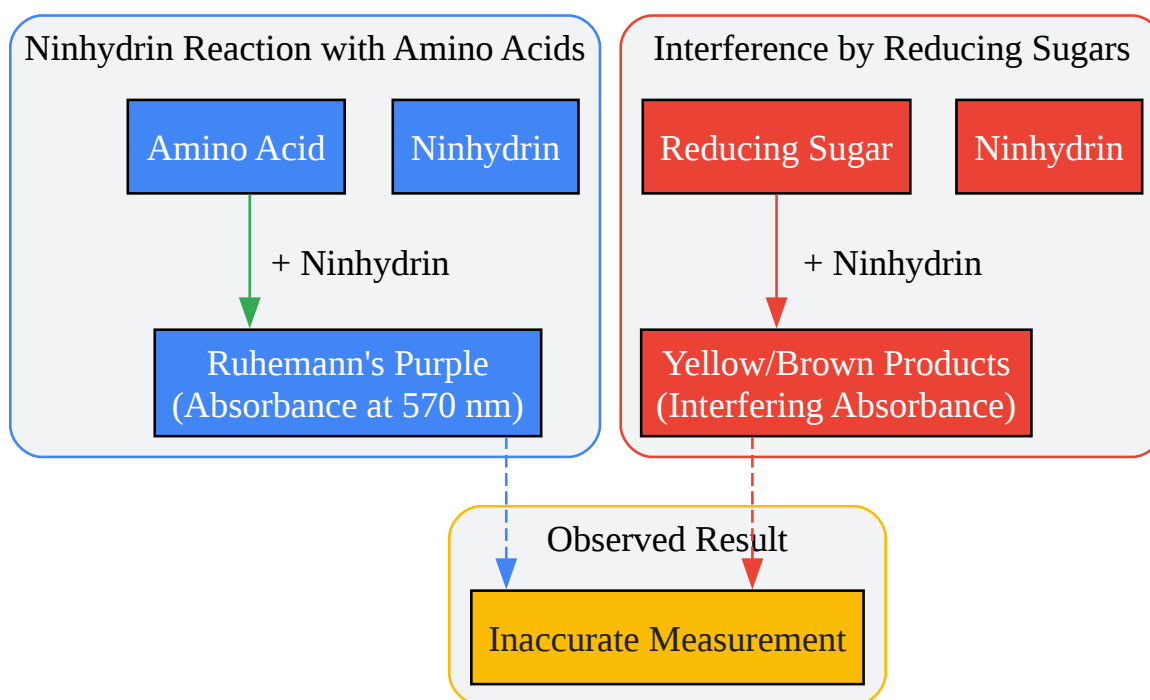 Ninhydrin Reaction with Amino Acids
Amino Acid
Ninhydrin
+ Ninhydrin
Ruhemann's Purple
(Absorbance at 570 nm)
Interference by Reducing Sugars
Reducing Sugar
Ninhydrin
+ Ninhydrin
Yellow/Brown Products
(Interfering Absorbance)
Observed Result
Inaccurate Measurement